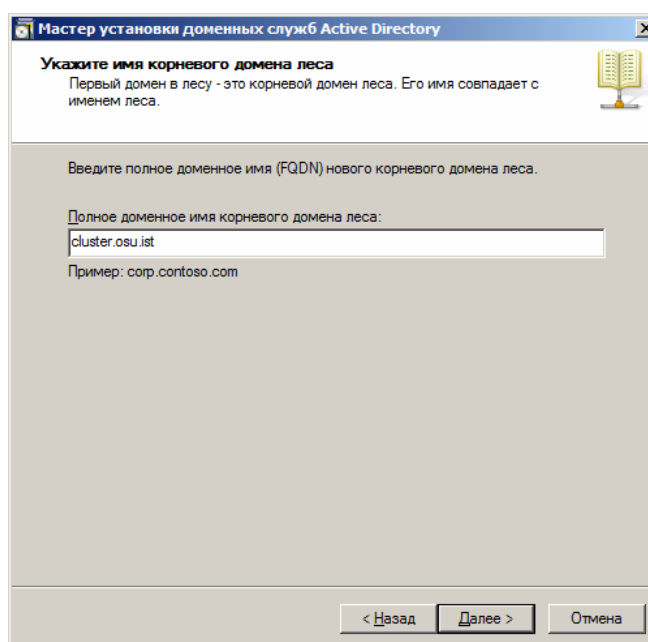 Мастер установки доменных служб Active Directory
Укажите имя корневого домена леса
Первый домен в лесу - это корневой домен леса. Его имя совпадает с
именем леса.
Введите полное доменное имя (FQDN) нового корневого домена леса.
Полное доменное имя корневого домена леса:
cluster.osu.ist
Пример: corp.contoso.com
< Назад Далее > Отмена